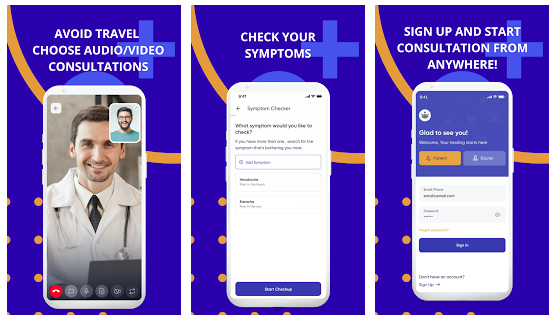 AVOID TRAVEL
CHOOSE AUDIO/VIDEO
CONSULTATIONS
CHECK YOUR
SYMPTOMS
9:41
Symptom Checker
What symptom would you like to
check?
If you have more then one , search for the
symptom that's bothering you most.
Add Symptom
Headache
Pain in the head
Earache
Pain in the ear
Start Checkup
SIGN UP AND START
CONSULTATION FROM
ANYWHERE!
9:41
Glad to see you!
Welcome, Your healing starts here
Patient
Doctor
Email/Phone
email@email.com
Password
Forgot password?
Sign in
Don't have an account?
Sign Up